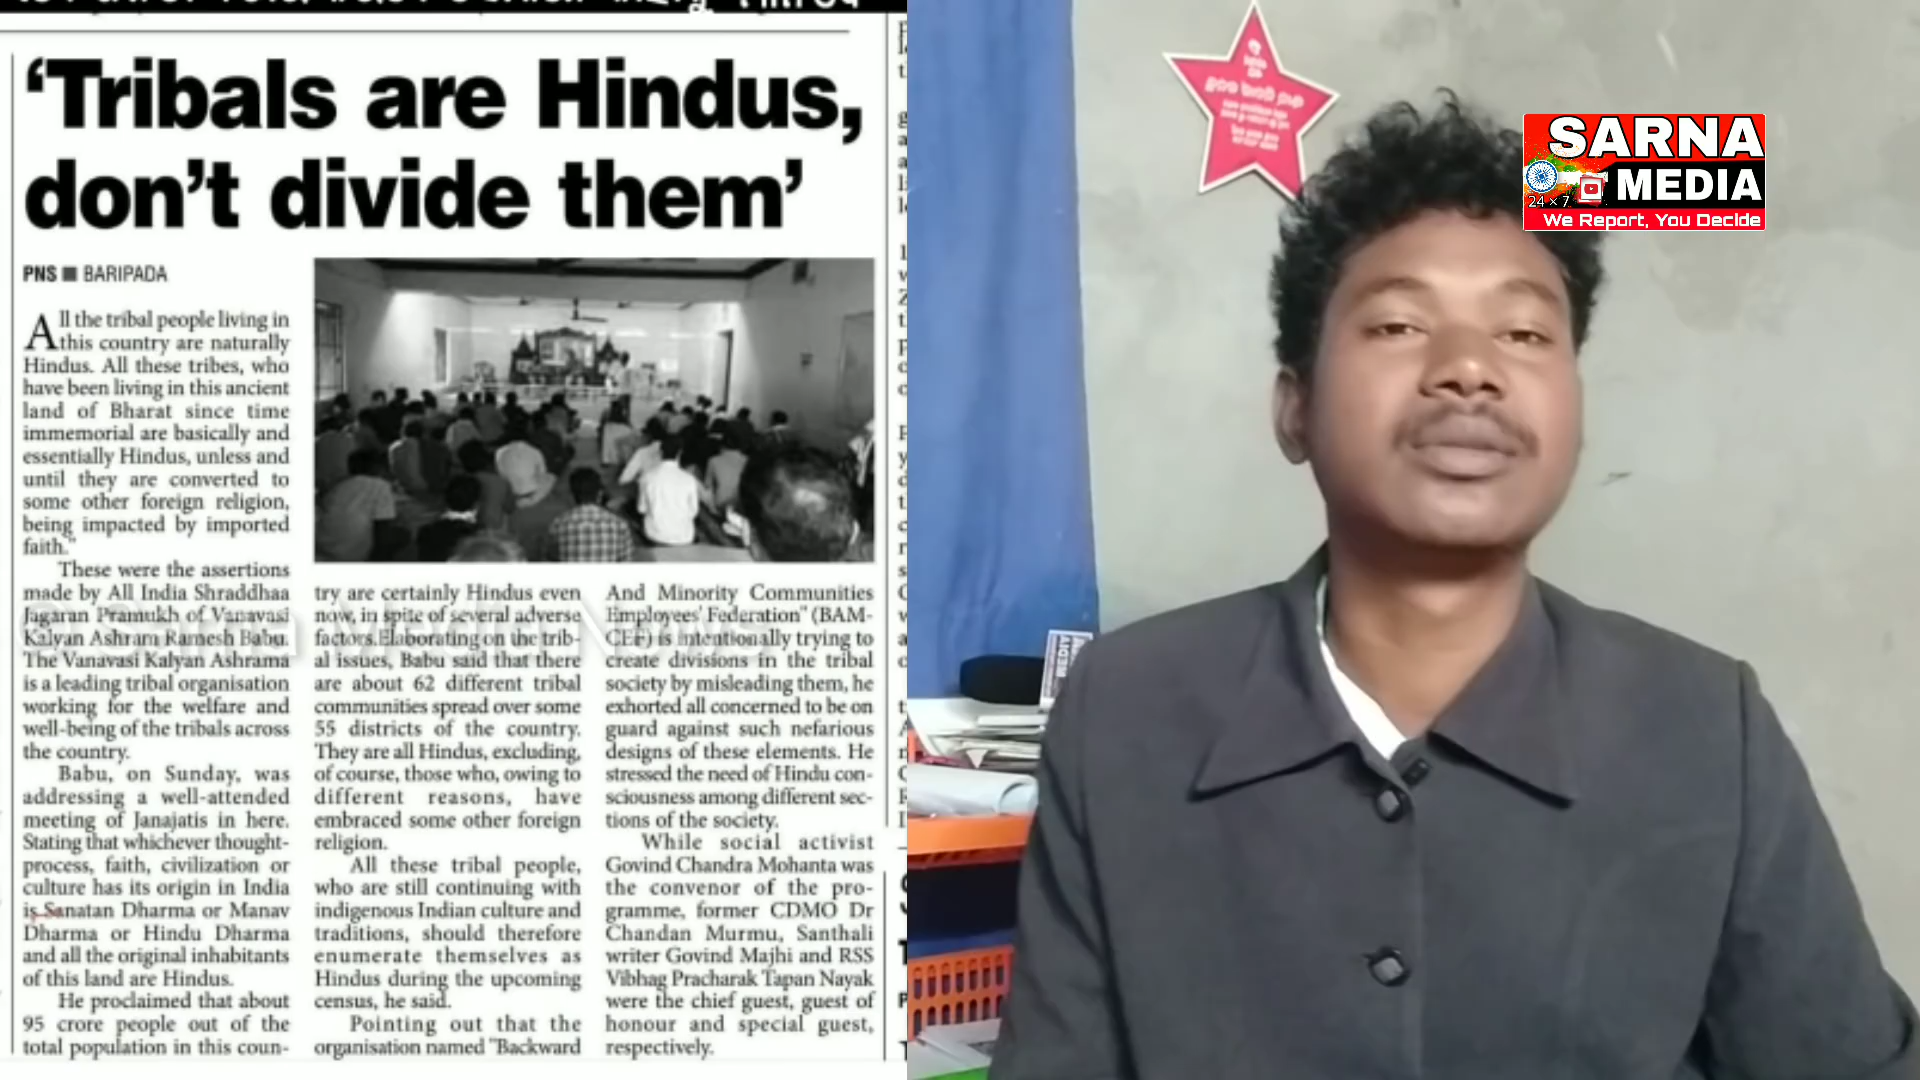 ‘Tribals are Hindus,
don’t divide them’
PNS ■ BARIPADA
All the tribal people living in
this country are naturally
Hindus. All these tribes, who
have been living in this ancient
land of Bharat since time
immemorial are basically and
essentially Hindus, unless and
until they are converted to
some other foreign religion,
being impacted by imported
faith."
These were the assertions
made by All India Shraddhaa
Jagaran Pramukh of Vanavasi
Kalyan Ashram Ramesh Babu.
The Vanavasi Kalyan Ashrama
is a leading tribal organisation
working for the welfare and
well-being of the tribals across
the country.
Babu, on Sunday, was
addressing a well-attended
meeting of Janajatis in here.
Stating that whichever thought-
process, faith, civilization or
culture has its origin in India
is Sanatan Dharma or Manav
Dharma or Hindu Dharma
and all the original inhabitants
of this land are Hindus.
He proclaimed that about
95 crore people out of the
total population in this coun-
try are certainly Hindus even
now, in spite of several adverse
factors.Elaborating on the trib-
al issues, Babu said that there
are about 62 different tribal
communities spread over some
55 districts of the country.
They are all Hindus, excluding,
of course, those who, owing to
different reasons, have
embraced some other foreign
religion.
All these tribal people,
who are still continuing with
indigenous Indian culture and
traditions, should therefore
enumerate themselves as
Hindus during the upcoming
census, he said.
Pointing out that the
organisation named "Backward
And Minority Communities
Employees' Federation" (BAM-
CEF) is intentionally trying to
create divisions in the tribal
society by misleading them, he
exhorted all concerned to be on
guard against such nefarious
designs of these elements. He
stressed the need of Hindu con-
sciousness among different sec-
tions of the society.
While social activist
Govind Chandra Mohanta was
the convenor of the pro-
gramme, former CDMO Dr
Chandan Murmu, Santhali
writer Govind Majhi and RSS
Vibhag Pracharak Tapan Nayak
were the chief guest, guest of
honour and special guest,
respectively.
SARNA
MEDIA
24 × 7
We Report, You Decide